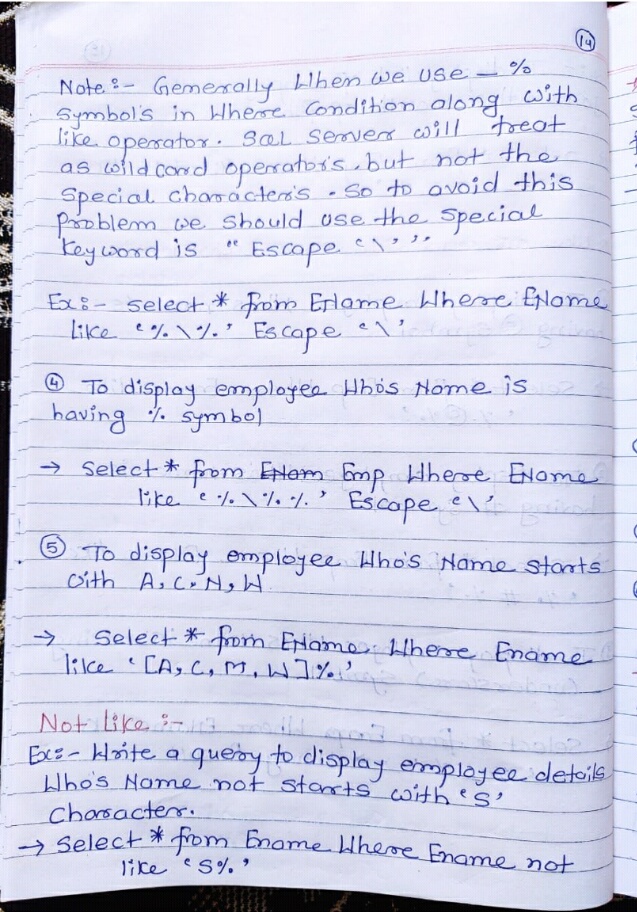 14
Note :- Generally When we use _ %
Symbol's in Where Condition along with
like operator. SQL Server will treat
as wild card operator's, but not the
Special character's. So to avoid this
Problem we should use the Special
keyword is " Escape '\' "
Ex:- select * from EName Where EName
like '%\%.' Escape '\'
④ To display employee Who's Name is
having % symbol
→ Select * from ENam Emp Where EName
like '%\%%' Escape '\'
⑤ To display employee Who's Name starts
with A, C, N, W
→ Select * from EName Where Ename
like '[A, C, M, W]%'
Not Like :-
Ex:- Write a query to display employee details
Who's Name not starts with 'S'
Character.
→ Select * from Ename Where Ename not
like 'S%'